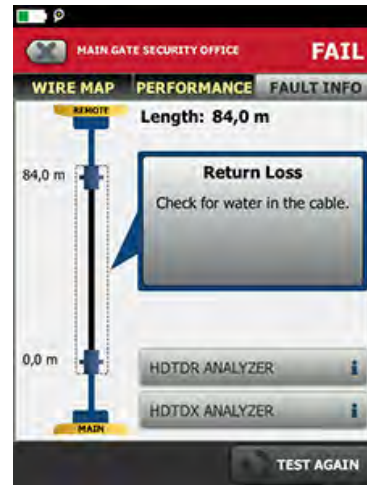 MAIN GATE SECURITY OFFICE
FAIL
WIRE MAP
PERFORMANCE
FAULT INFO
REMOTE
Length: 84,0 m
84,0 m
Return Loss
Check for water in the cable.
0,0 m
HDTDR ANALYZER
i
HDTDX ANALYZER
i
MAIN
TEST AGAIN